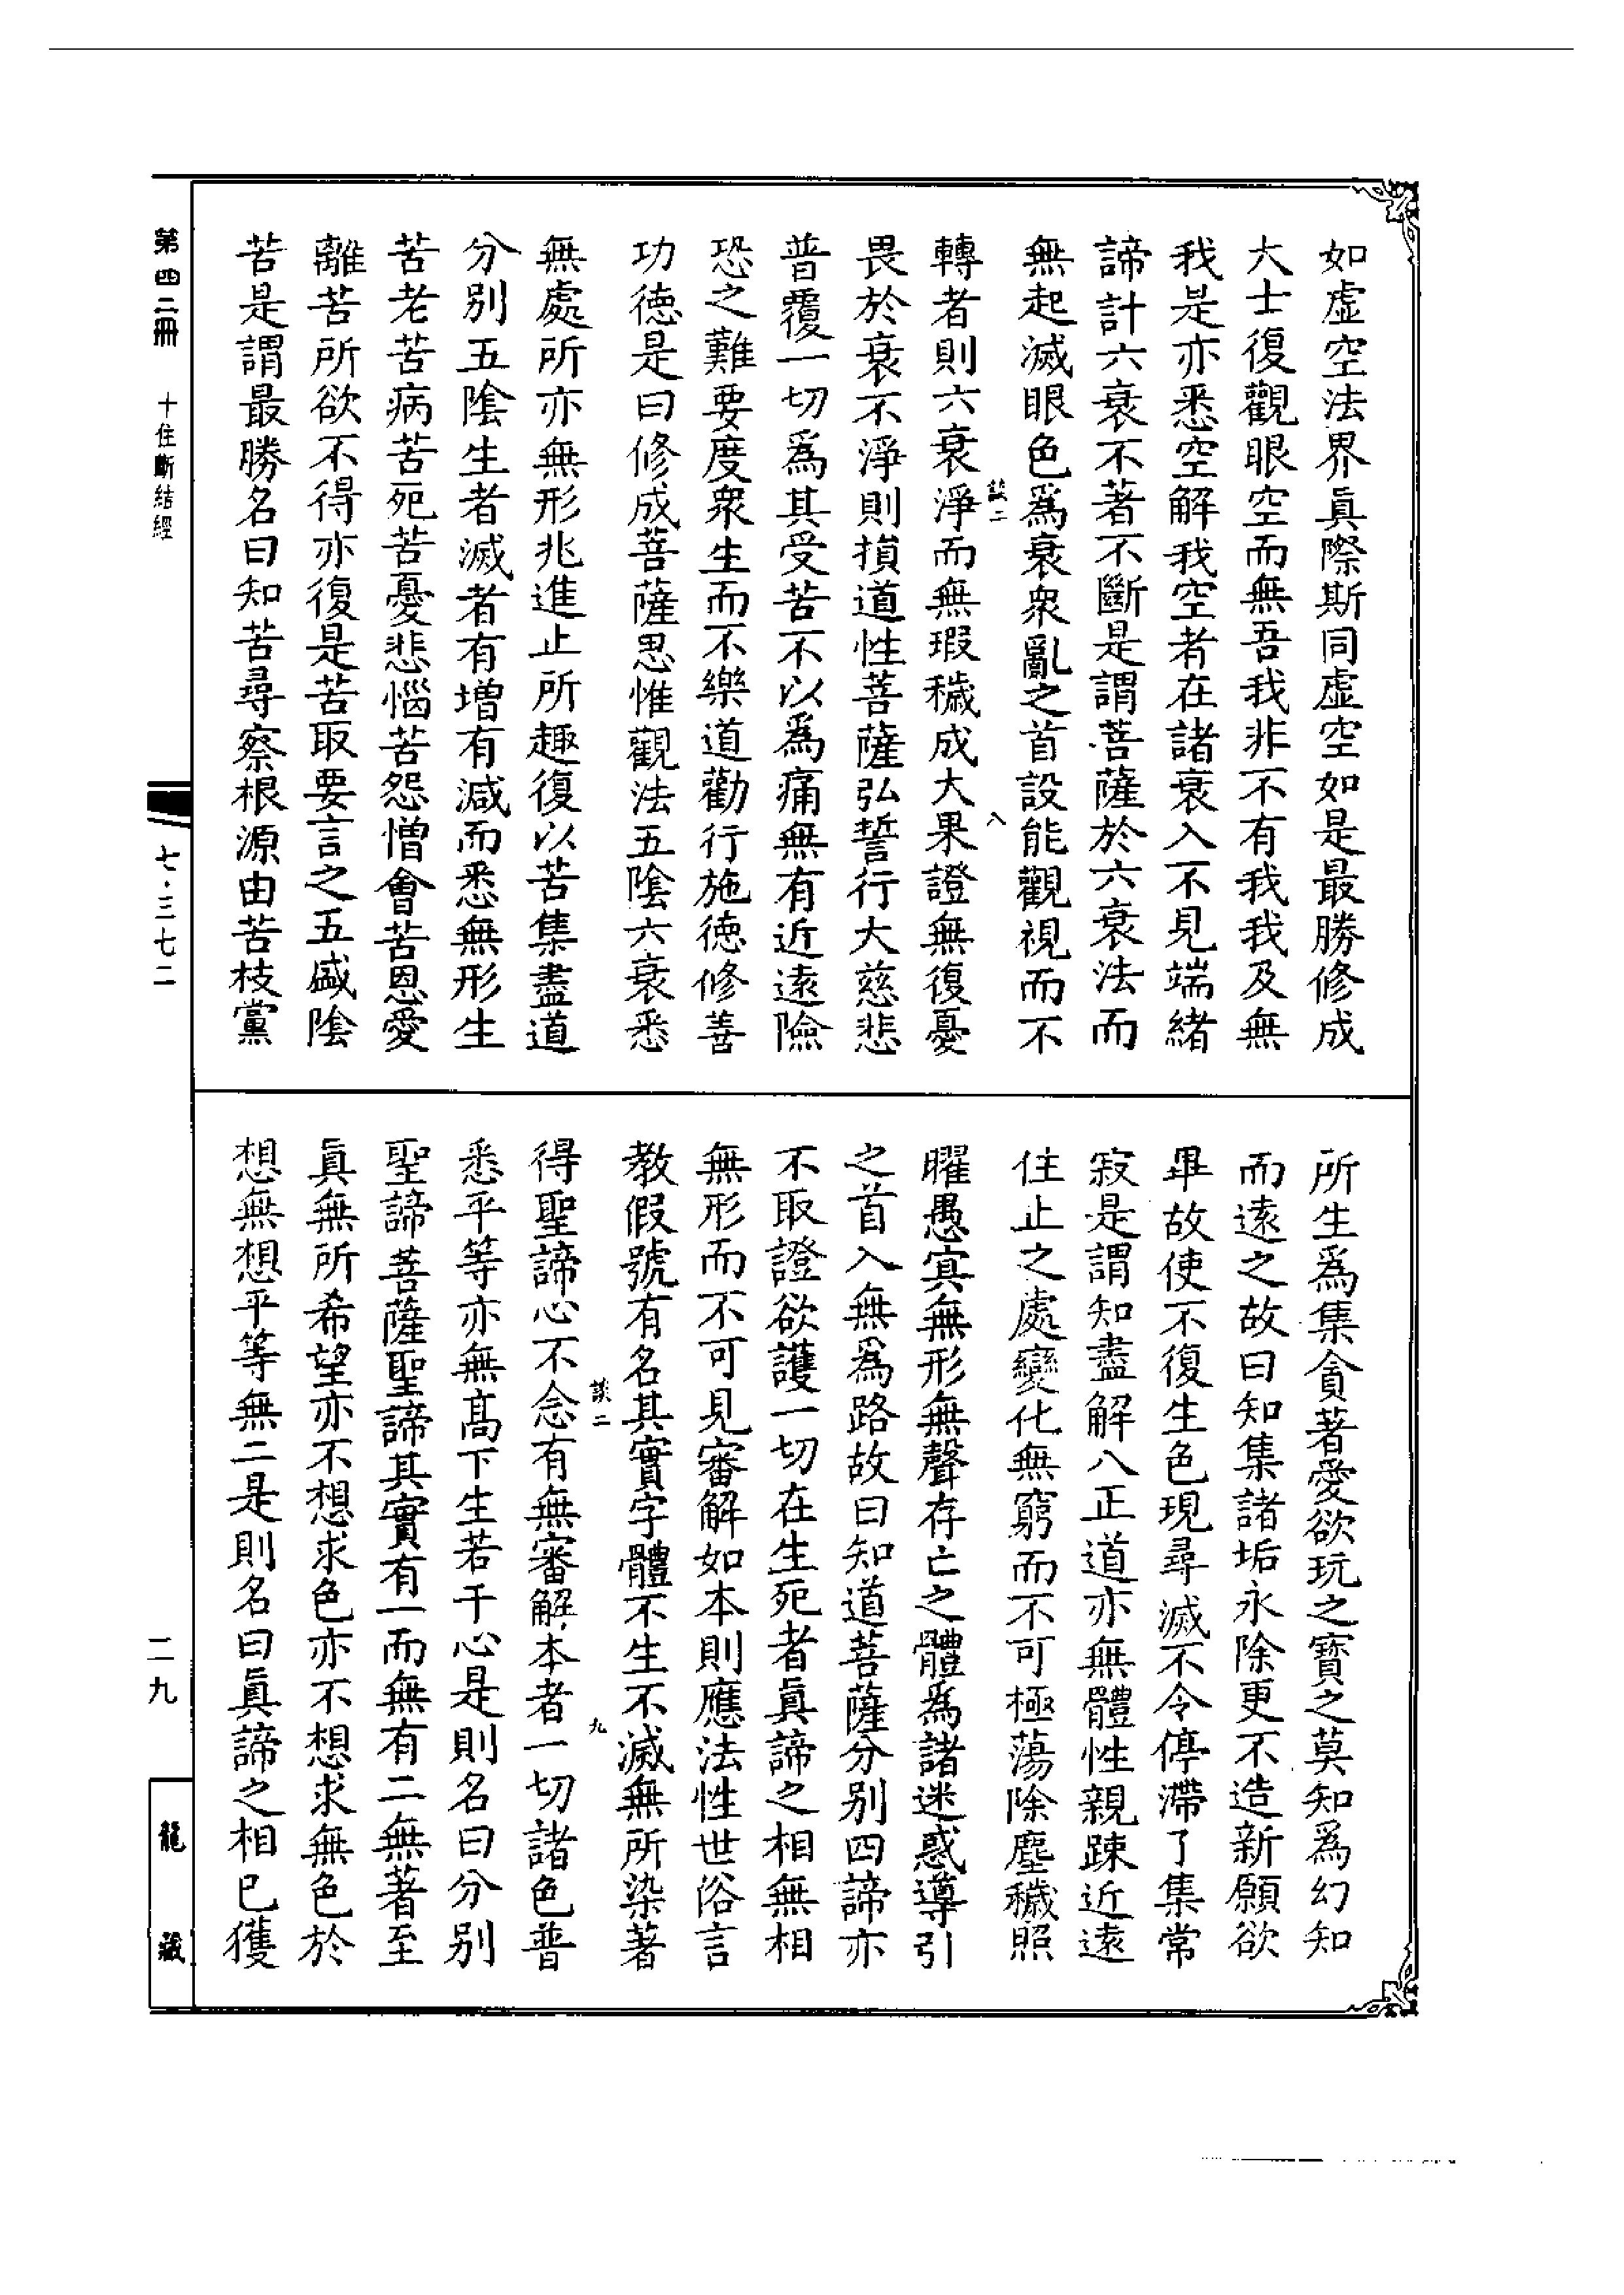 如虛空法界眞際斯同虛空如是最勝修成
大士復觀眼空而無吾我非不有我我及無
我是亦悉空解我空者在諸衰入不見端緒
諦計六衰不著不斷是謂菩薩於六衰法而
無起滅眼色爲衰衆亂之首設能觀視而不
談二
八
轉者則六衰淨而無瑕穢成大果證無復憂
畏於衰不淨則損道性菩薩弘誓行大慈悲
普覆一切爲其受苦不以爲痛無有近遠險
恐之難要度衆生而不樂道勸行施德修善
功德是曰修成菩薩思惟觀法五陰六衰悉
無處所亦無形兆進止所趣復以苦集盡道
分別五陰生者滅者有增有減而悉無形生
苦老苦病苦死苦憂悲惱苦怨憎會苦恩愛
離苦所欲不得亦復是苦取要言之五盛陰
苦是謂最勝名曰知苦尋察根源由苦枝黨
所生爲集貪著愛欲玩之寶之莫知爲幻知
而遠之故曰知集諸垢永除更不造新願欲
畢故使不復生色現尋滅不令停滯了集常
寂是謂知盡解八正道亦無體性親踈近遠
住止之處變化無窮而不可極蕩除塵穢照
曜愚冥無形無聲存亡之體爲諸迷惑導引
之首入無爲路故曰知道菩薩分別四諦亦
不取證欲護一切在生死者眞諦之相無相
無形而不可見審解如本則應法性世俗言
教假號有名其實字體不生不滅無所染著
談二
九
得聖諦心不念有無審解本者一切諸色普
悉平等亦無高下生若干心是則名曰分別
聖諦菩薩聖諦其實有一而無有二無著至
眞無所希望亦不想求色亦不想求無色於
想無想平等無二是則名曰眞諦之相已獲
第四二冊
十住斷結經
七·三七二
二九
龍藏